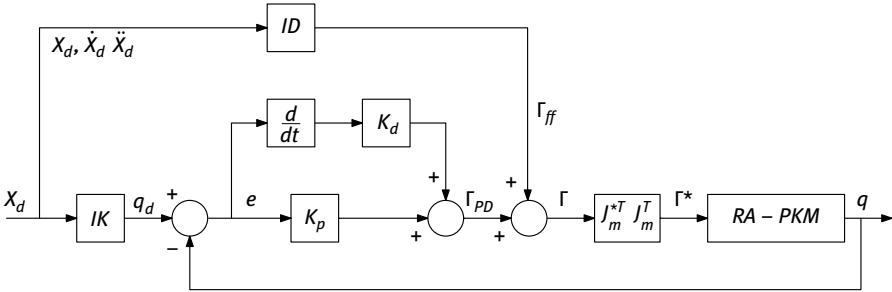 X_d, Ẋ_d Ẍ_d
ID
Γ_ff
d/dt
K_d
X_d
IK
q_d
+
−
e
K_p
+
+
Γ_PD
+
+
Γ
J_m^{*T} J_m^T
Γ*
RA – PKM
q